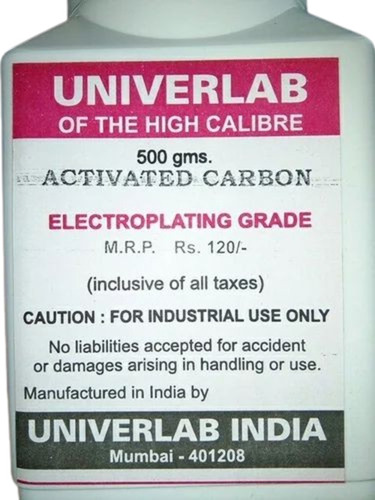 UNIVERLAB
OF THE HIGH CALIBRE
500 gms.
ACTIVATED CARBON
ELECTROPLATING GRADE
M.R.P. Rs. 120/-
(inclusive of all taxes)
CAUTION : FOR INDUSTRIAL USE ONLY
No liabilities accepted for accident
or damages arising in handling or use.
Manufactured in India by
UNIVERLAB INDIA
Mumbai - 401208